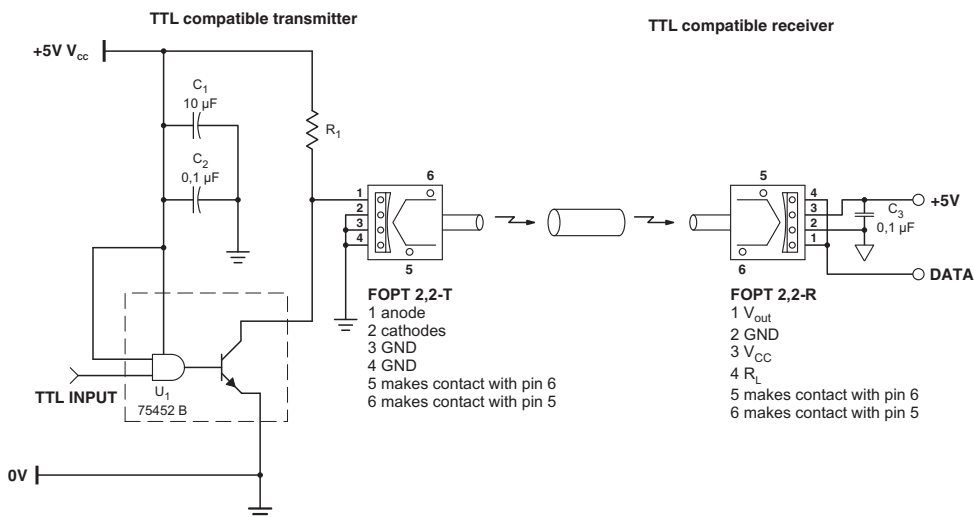 TTL compatible transmitter
TTL compatible receiver
+5V Vcc
C1
10 µF
R1
C2
0,1 µF
6
1
2
3
4
5
5
4
3
2
1
6
+5V
C3
0,1 µF
DATA
FOPT 2,2-T
1 anode
2 cathodes
3 GND
4 GND
5 makes contact with pin 6
6 makes contact with pin 5
FOPT 2,2-R
1 Vout
2 GND
3 VCC
4 RL
5 makes contact with pin 6
6 makes contact with pin 5
TTL INPUT
U1
75452 B
0V